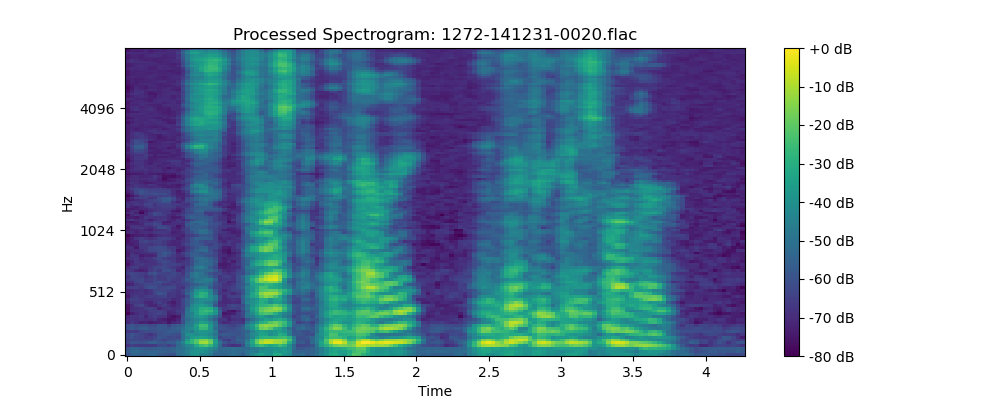 Processed Spectrogram: 1272-141231-0020.flac
Hz
4096
2048
1024
512
0
0
0.5
1
1.5
2
2.5
3
3.5
4
Time
+0 dB
-10 dB
-20 dB
-30 dB
-40 dB
-50 dB
-60 dB
-70 dB
-80 dB